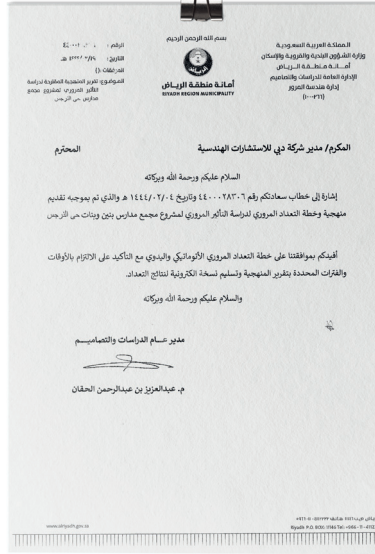 بسم الله الرحمن الرحيم
المملكة العربية السعودية
وزارة الشؤون البلدية والقروية والإسكان
أمانة منطقة الرياض
الإدارة العامة للدراسات والتصاميم
إدارة هندسة المرور
أمانة منطقة الرياض
RIYADH REGION MUNICIPALITY
الرقم :
التاريخ :
المرفقات: ( )
الموضوع: تقرير المنهجية المقترحة لدراسة
التأثير المروري لمشروع مجمع
مدارس حي النرجس
المكرم/ مدير شركة دبي للاستشارات الهندسية المحترم
السلام عليكم ورحمة الله وبركاته
إشارة إلى خطاب سعادتكم رقم ٤٤٠٠٠٢٨٣٠٦ وتاريخ ١٤٤٤/٠٢/٠٤ هـ والذي تم بموجبه تقديم
منهجية وخطة التعداد المروري لدراسة التأثير المروري لمشروع مجمع مدارس بنين وبنات حي النرجس
أفيدكم بموافقتنا على خطة التعداد المروري الأتوماتيكي واليدوي مع التأكيد على الالتزام بالأوقات
والفترات المحددة بتقرير المنهجية وتسليم نسخة الكترونية لنتائج التعداد.
والسلام عليكم ورحمة الله وبركاته
مدير عام الدراسات والتصاميم
م. عبدالعزيز بن عبدالرحمن الحقان
www.alriyadh.gov.sa
Riyadh P.O. BOX: